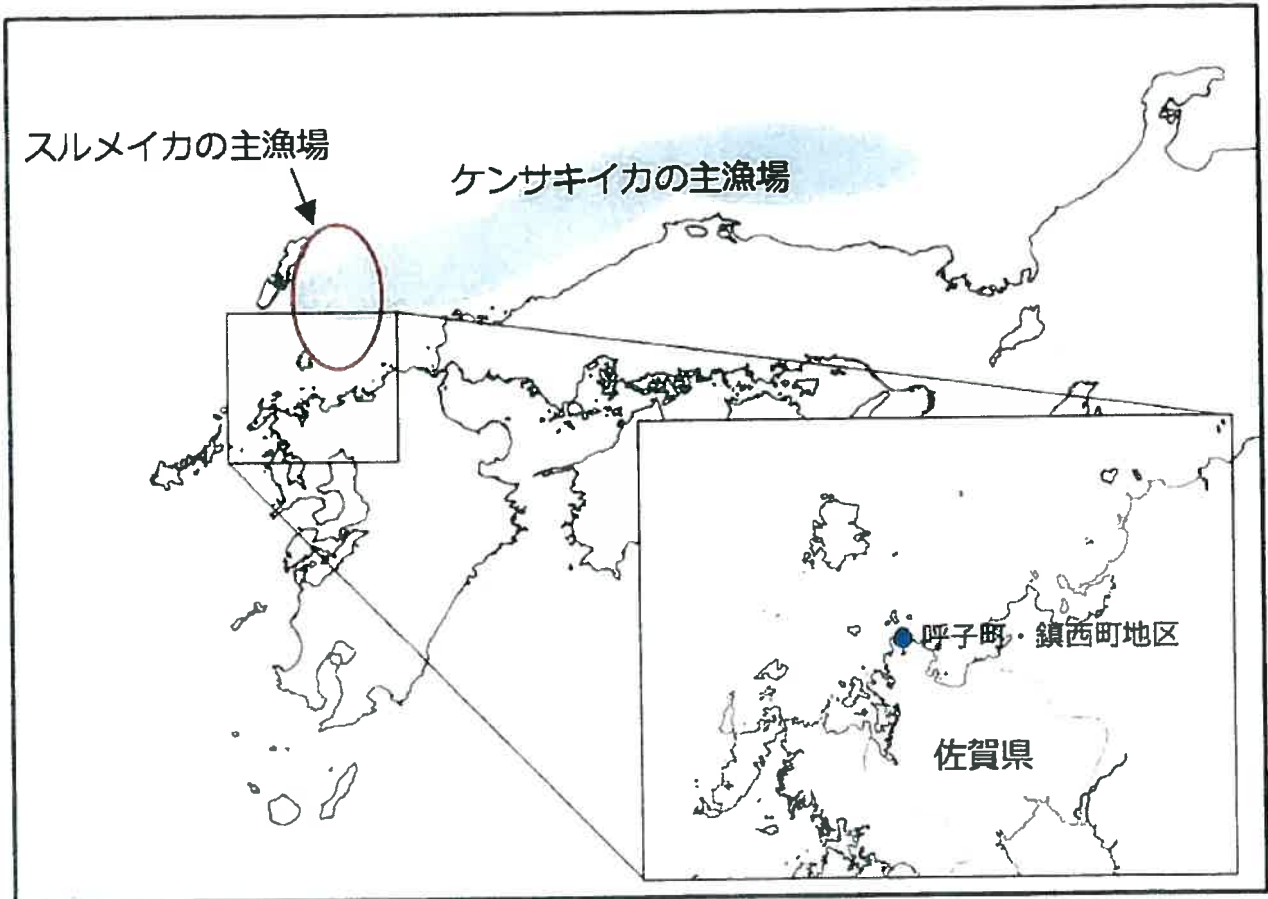 スルメイカの主漁場
ケンサキイカの主漁場
呼子町・鎮西町地区
佐賀県